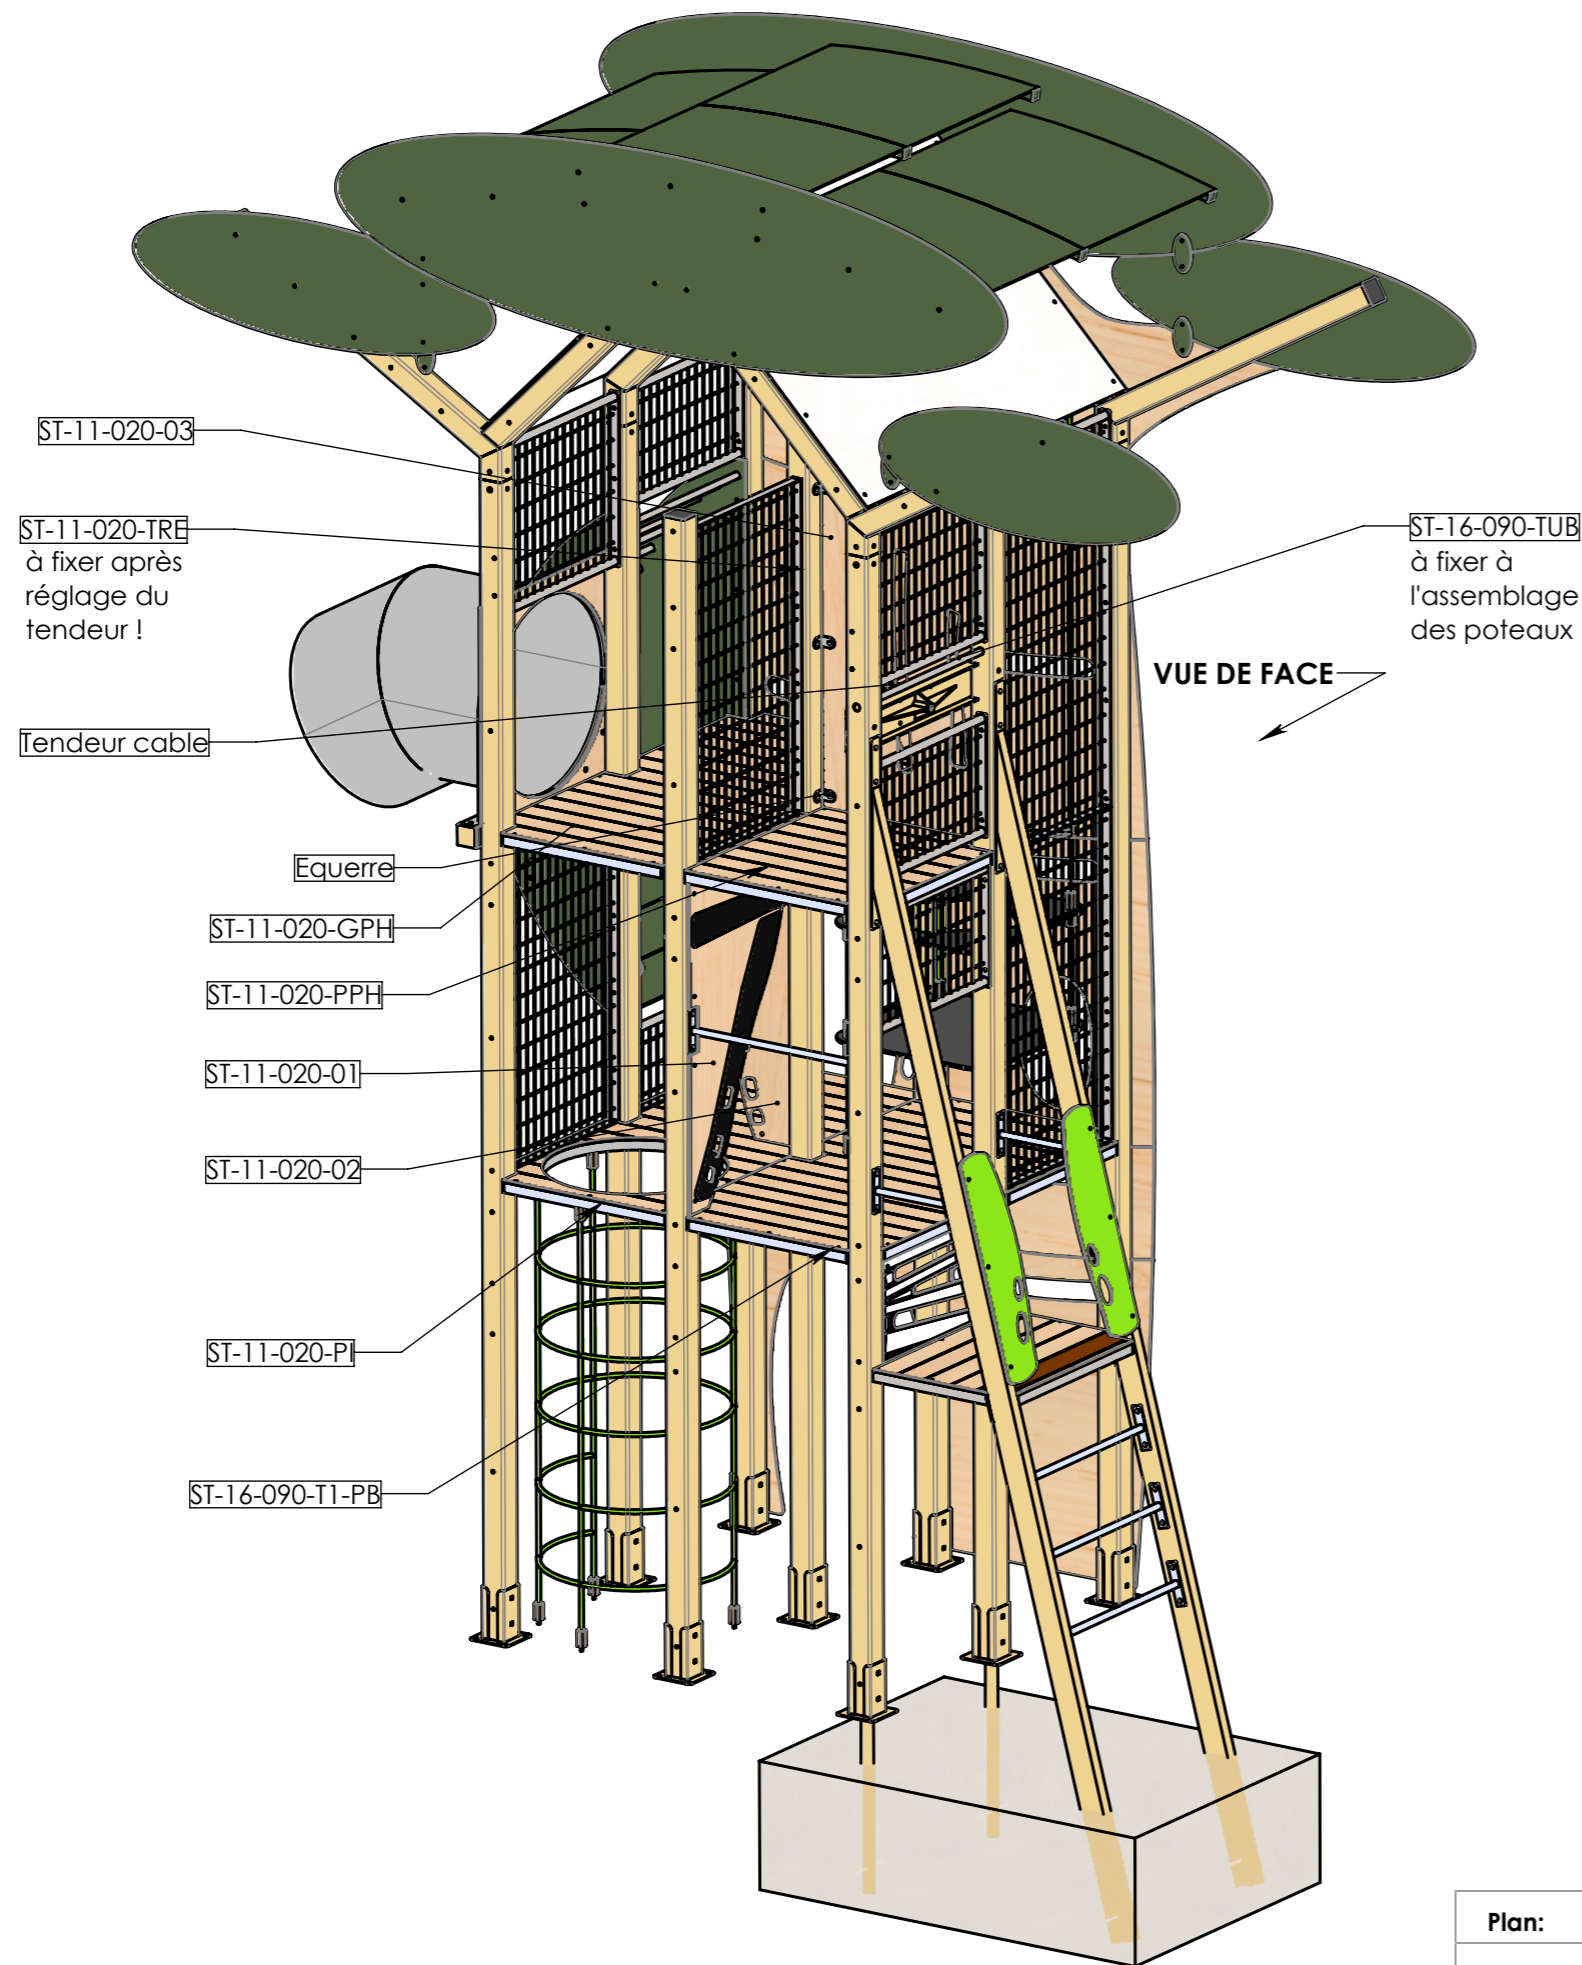 ST-11-020-03
ST-11-020-TRE
à fixer après
réglage du
tendeur !
Tendeur cable
Equerre
ST-11-020-GPH
ST-11-020-PPH
ST-11-020-01
ST-11-020-02
ST-11-020-PI
ST-16-090-T1-PB
ST-16-090-TUB
à fixer à
l'assemblage
des poteaux
VUE DE FACE
Plan: